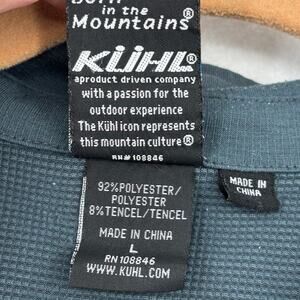 Born
in the
Mountains®
KÜHL®
aproduct driven company
with a passion for the
outdoor experience
The Kühl icon represents
this mountain culture®
RN# 108846
92%POLYESTER/
POLYESTER
8%TENCEL/TENCEL
MADE IN CHINA
L
RN 108846
WWW.KUHL.COM
MADE IN
CHINA